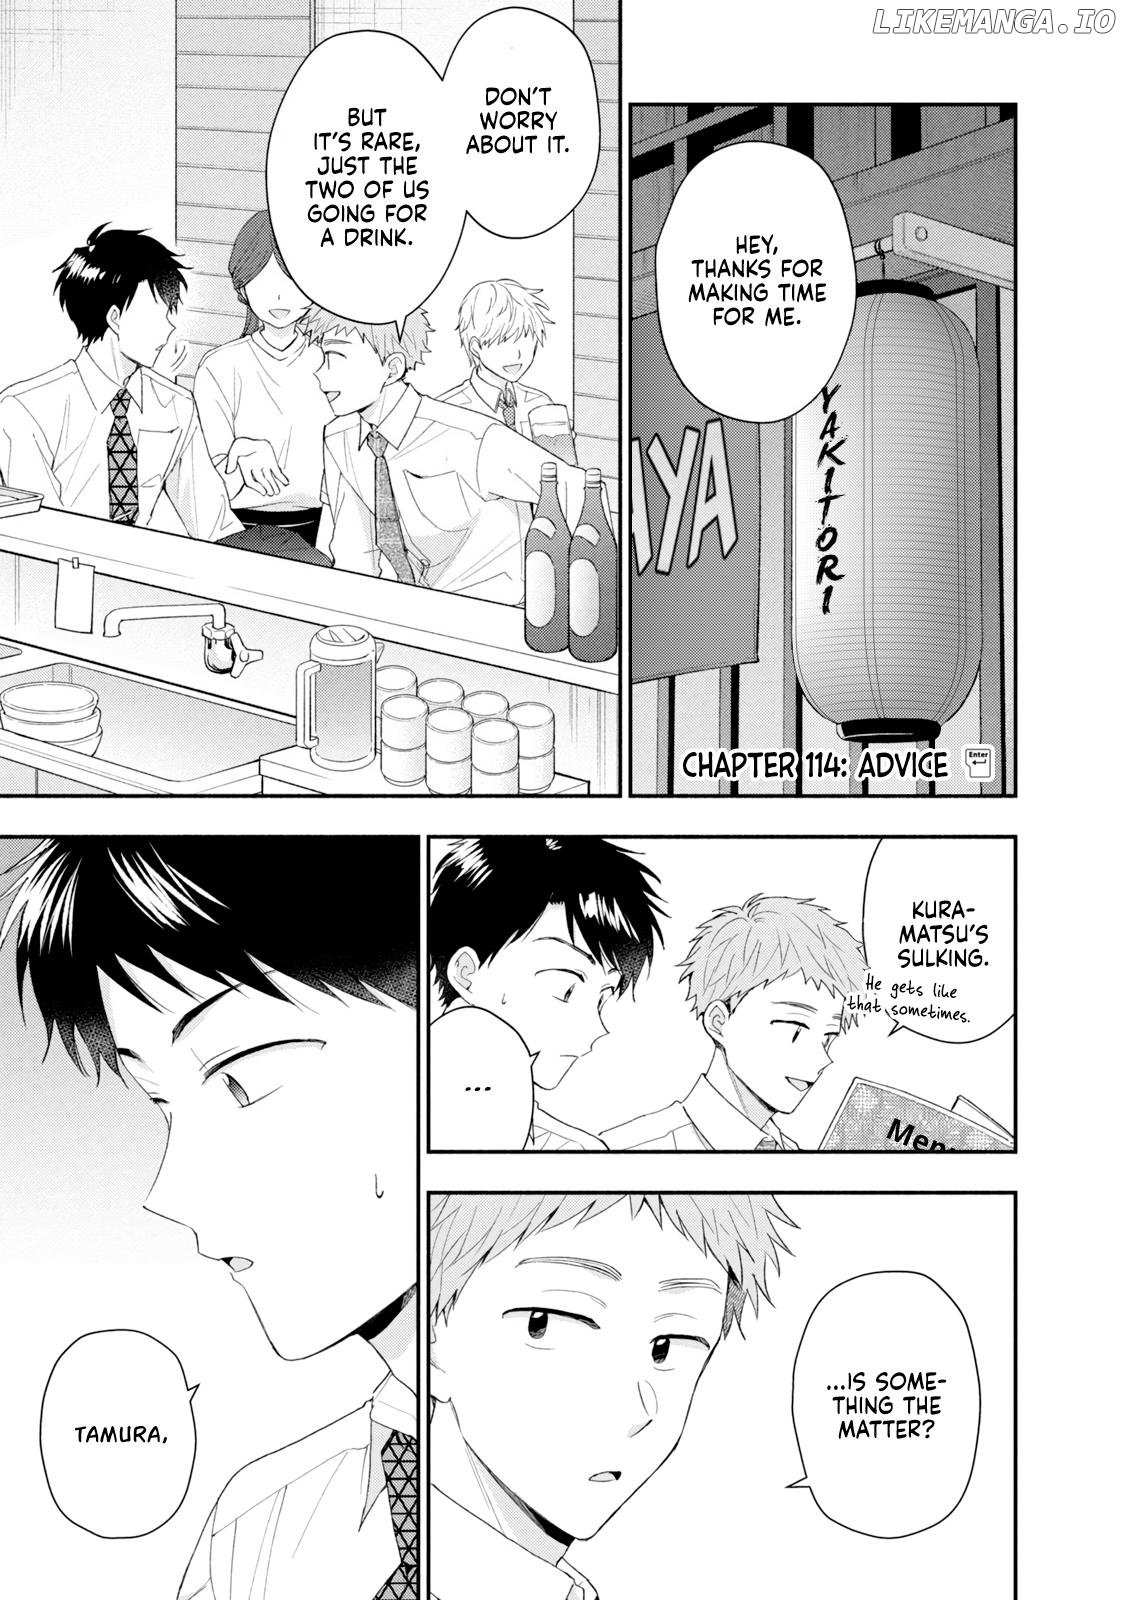 LIKEMANGA.IO
HEY,
THANKS FOR
MAKING TIME
FOR ME.
YAKITORI
AYA
CHAPTER 114: ADVICE
Enter
DON'T
WORRY
ABOUT IT.
BUT
IT'S RARE,
JUST THE
TWO OF US
GOING FOR
A DRINK.
KURA-
MATSU'S
SULKING.
He gets like
that sometimes.
Menu
...
...IS SOME-
THING THE
MATTER?
TAMURA,